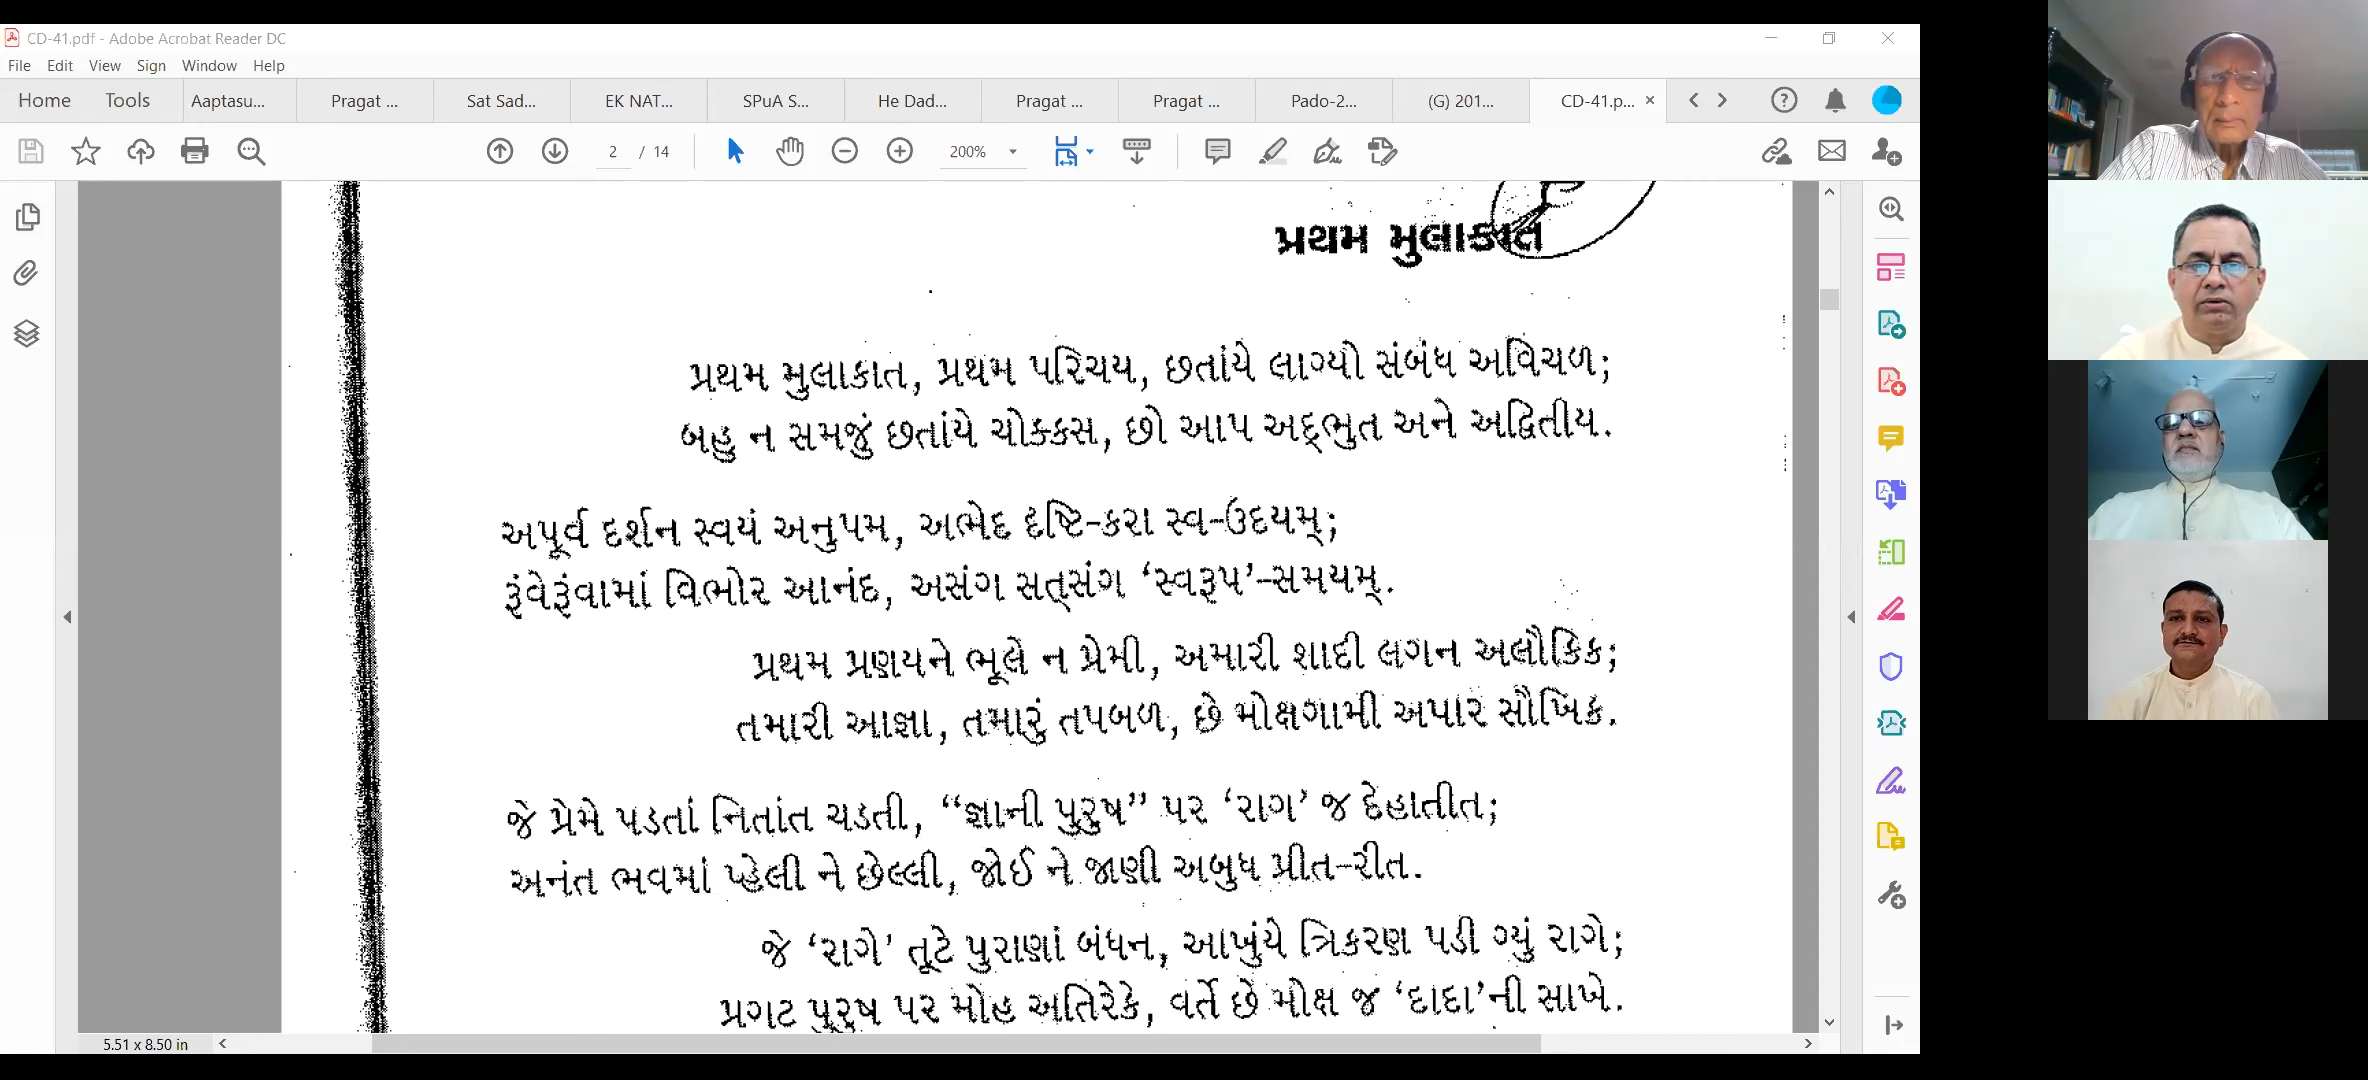 CD-41.pdf - Adobe Acrobat Reader DC
File Edit View Sign Window Help
Home Tools Aaptasu... Pragat ... Sat Sad... EK NAT... SPuA S... He Dad... Pragat ... Pragat ... Pado-2... (G) 201... CD-41.p... ×
2 / 14 200%
પ્રથમ મુલાકાત
પ્રથમ મુલાકાત, પ્રથમ પરિચય, છતાંયે લાગ્યો સંબંધ અવિચળ;
બહુ ન સમજું છતાંયે ચોક્કસ, છો આપ અદ્ભુત અને અદ્વિતીય.
અપૂર્વ દર્શન સ્વયં અનુપમ, અભેદ દ્રષ્ટિ-કરા સ્વ-ઉદયમ્;
રૂંવેરૂંવામાં વિભોર આનંદ, અસંગ સત્સંગ ‘સ્વરૂપ’-સમયમ્.
પ્રથમ પ્રણયને ભૂલે ન પ્રેમી, અમારી શાદી લગન અલૌકિક;
તમારી આજ્ઞા, તમારું તપબળ, છે મોક્ષગામી અપાર સૌખિક.
જે પ્રેમે પડતાં નિતાંત ચડતી, “જ્ઞાની પુરુષ” પર ‘રાગ’ જ દેહાતીત;
અનંત ભવમાં પ્હેલી ને છેલ્લી, જોઈ ને જાણી અબુધ પ્રીત-રીત.
જે ‘રાગે’ તૂટે પુરાણાં બંધન, આખુંયે ત્રિકરણ પડી ગ્યું રાગે;
પ્રગટ પુરુષ પર મોહ અતિરેકે, વર્તે છે મોક્ષ જ ‘દાદા’ની સાખે.
5.51 x 8.50 in